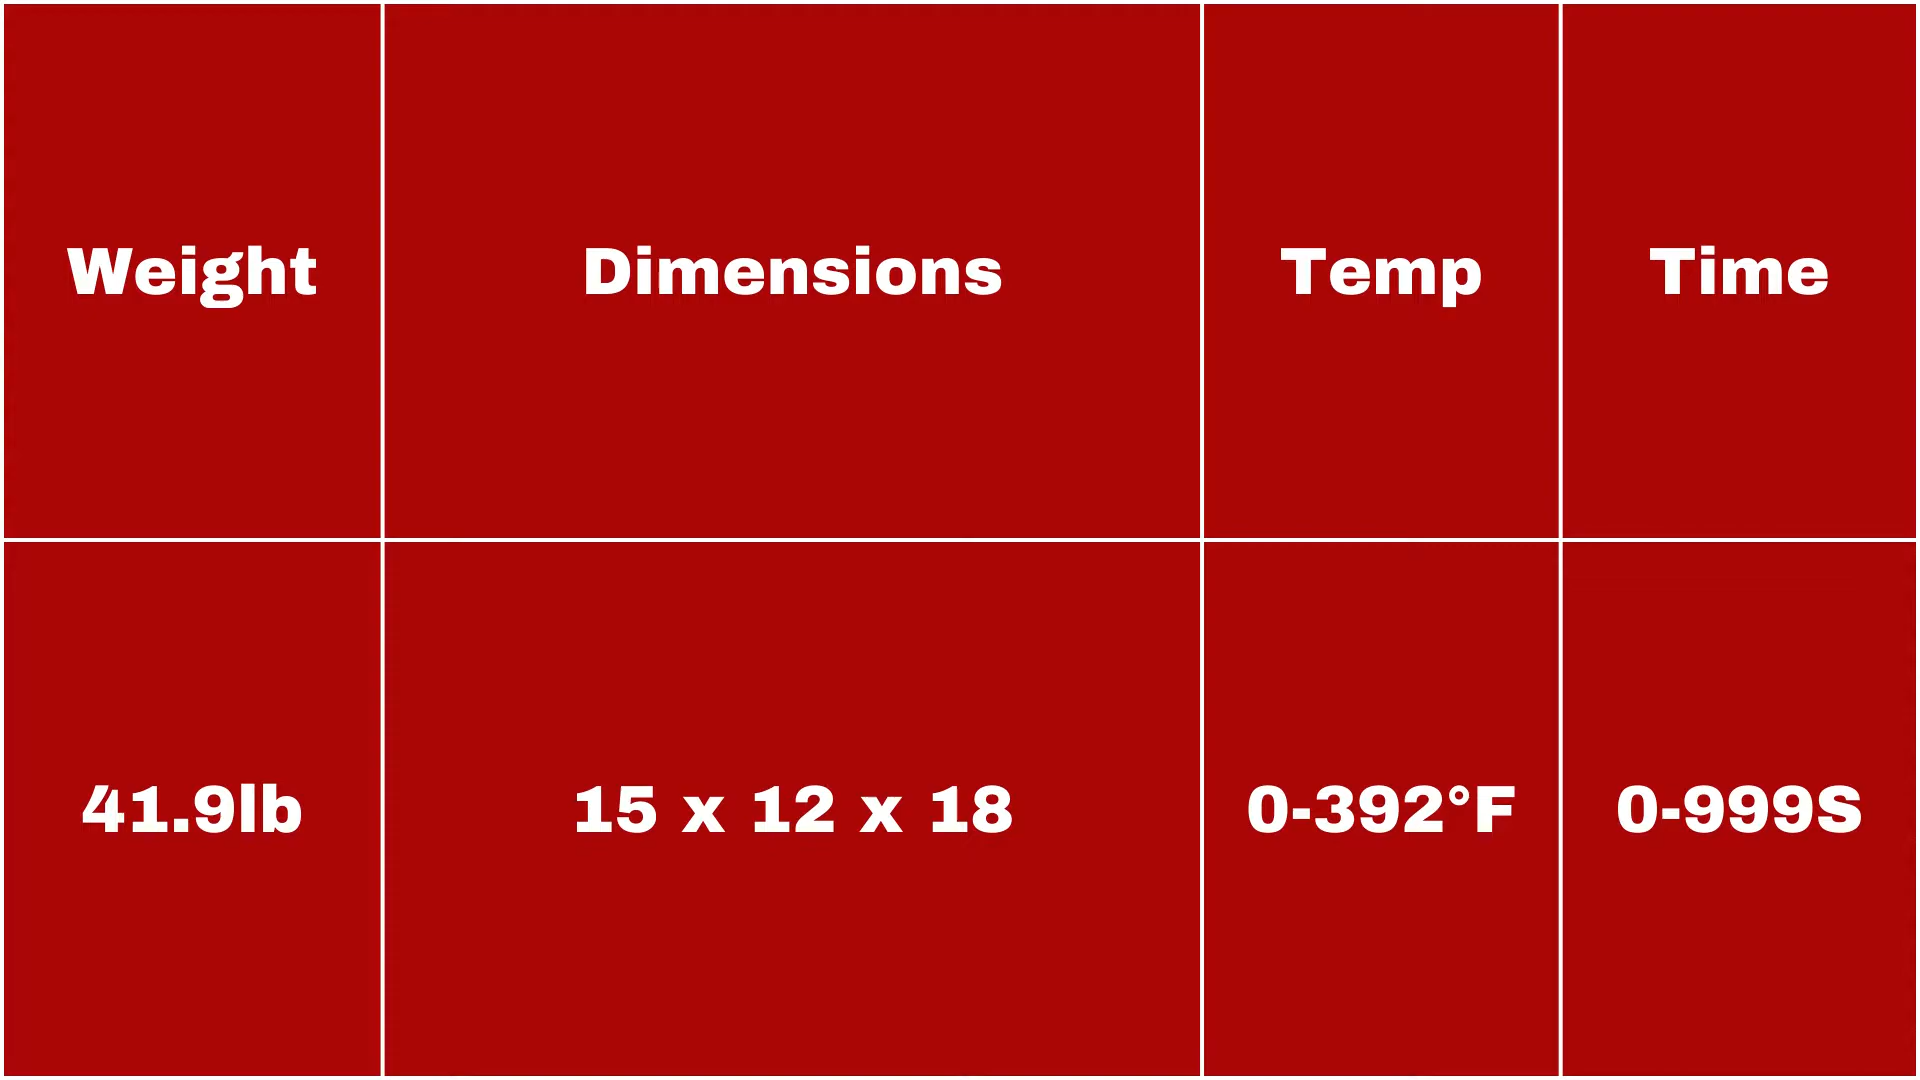 Weight Dimensions Temp Time
41.9lb 15 x 12 x 18 0-392°F 0-999S